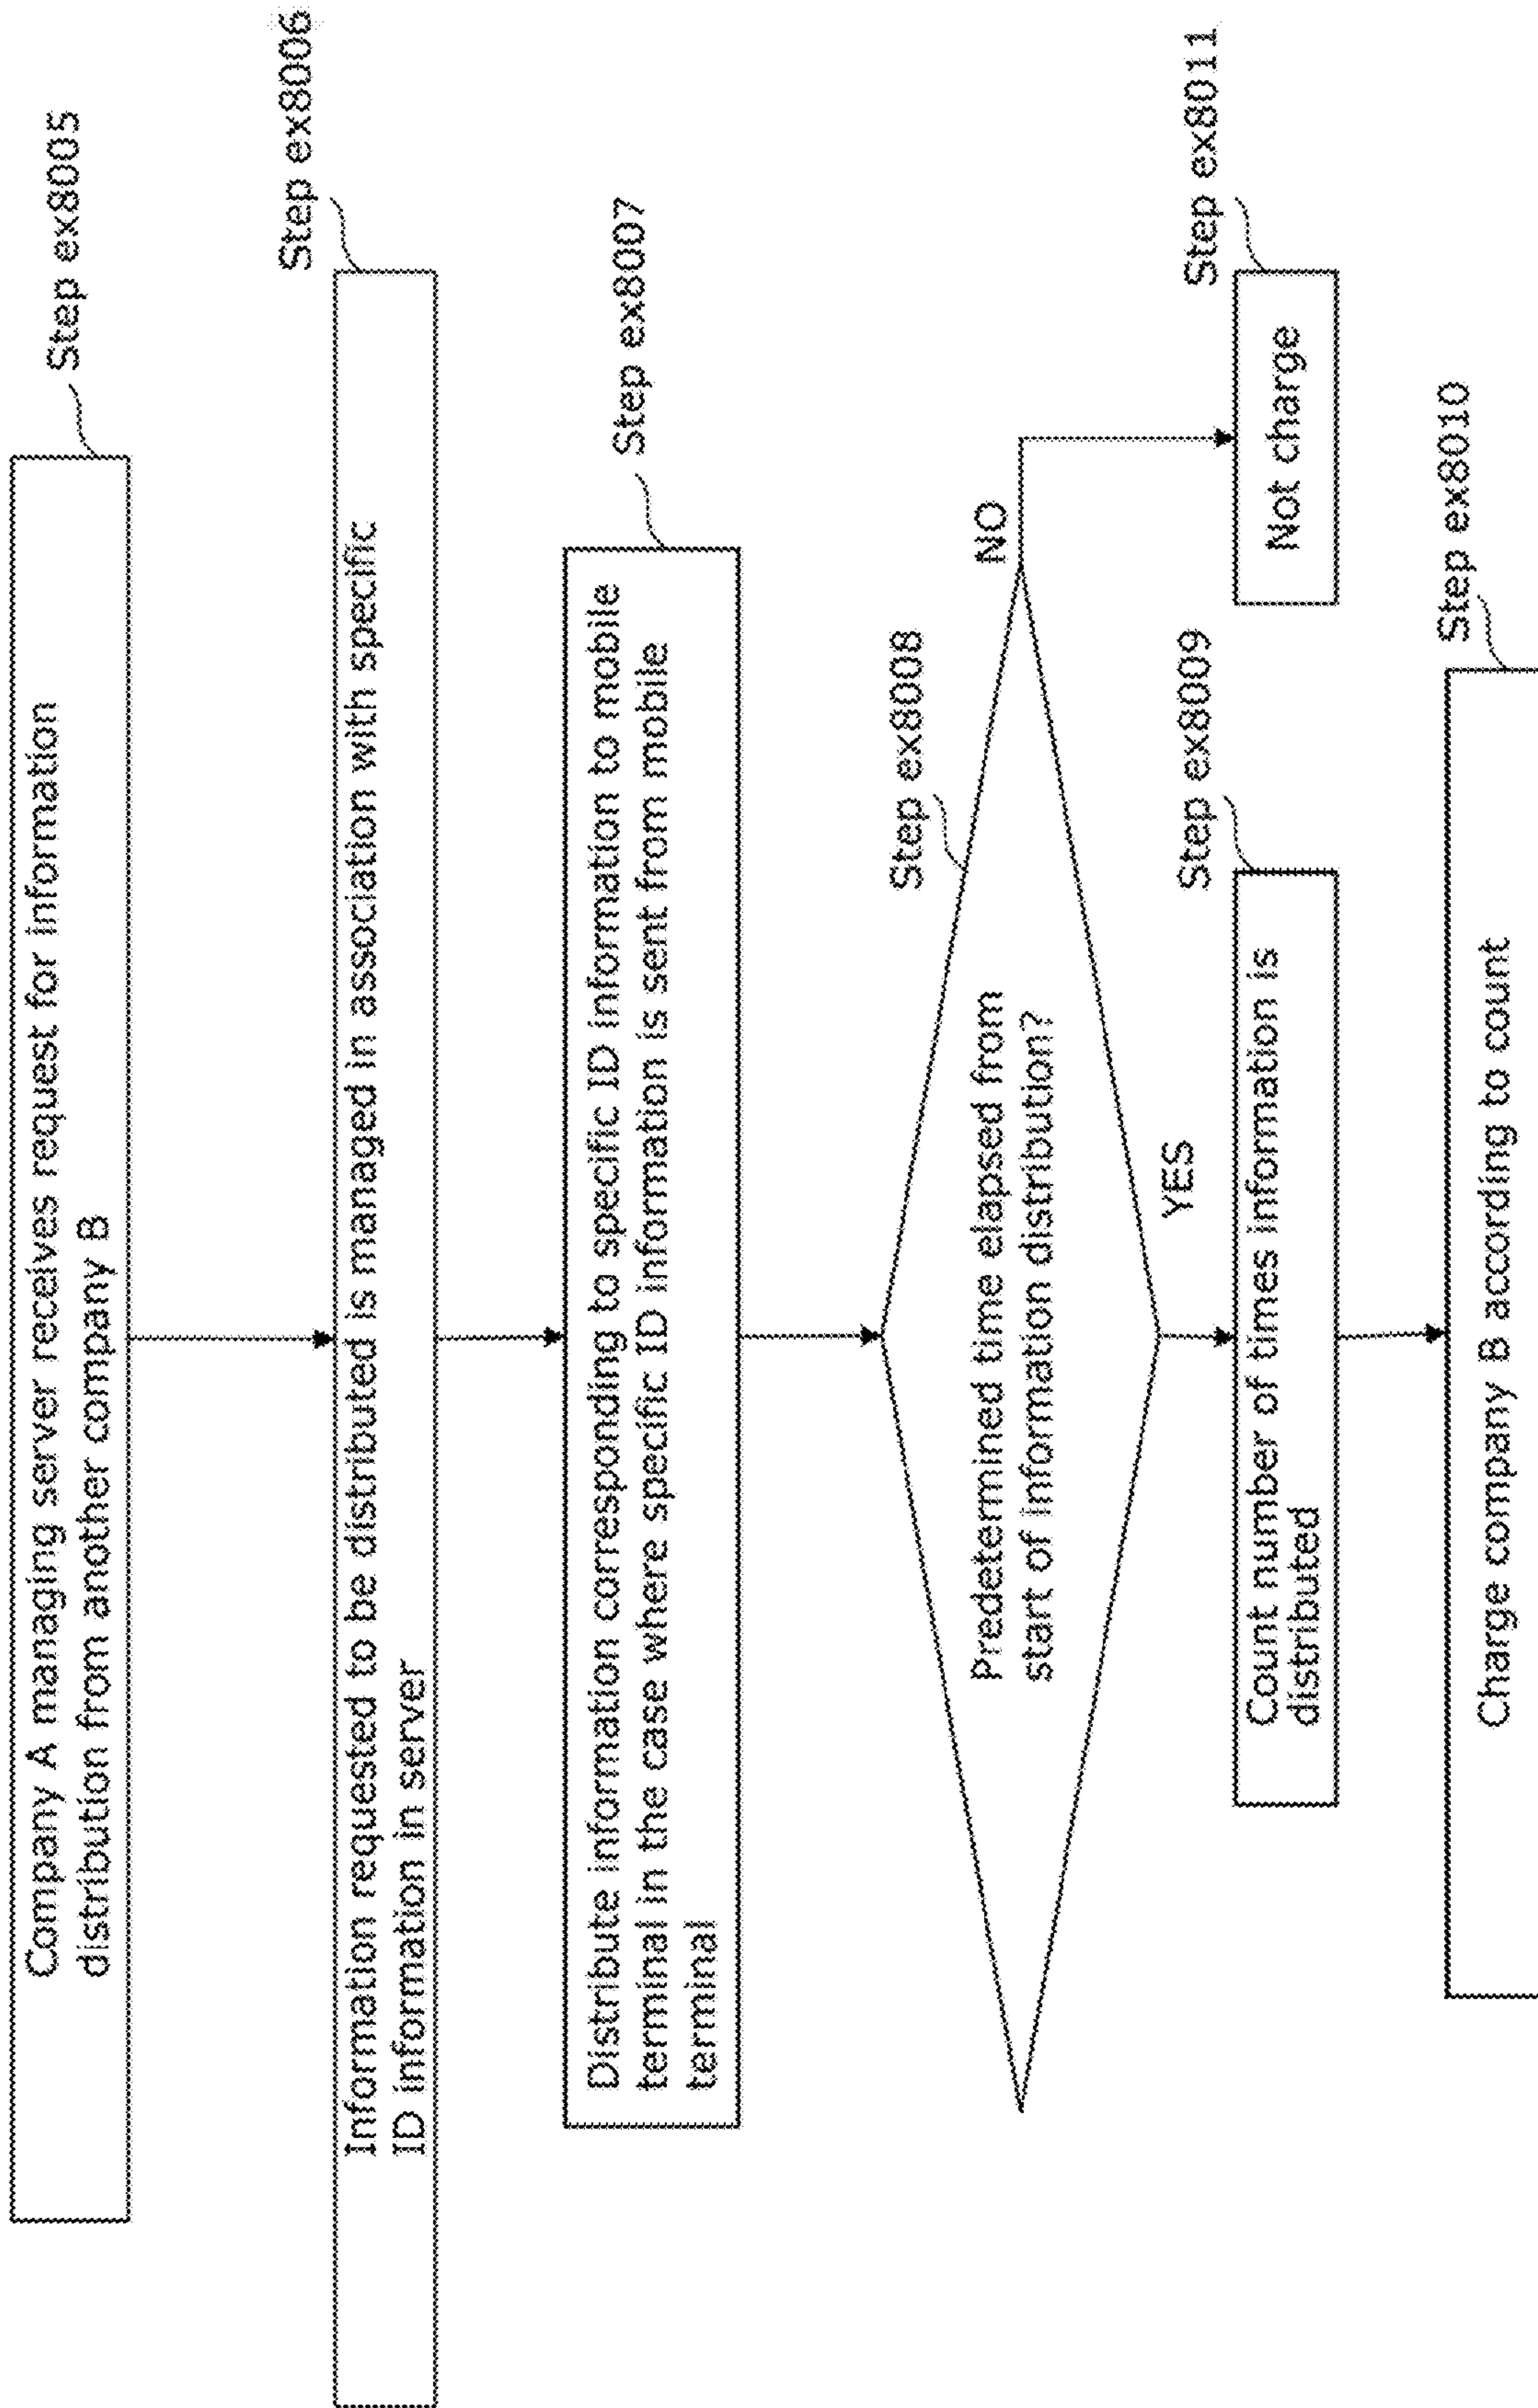 Step ex8005
Company A managing server receives request for information
distribution from another company B
Step ex8006
Information requested to be distributed is managed in association with specific
ID information in server
Step ex8007
Distribute information corresponding to specific ID information to mobile
terminal in the case where specific ID information is sent from mobile
terminal
Step ex8008
Predetermined time elapsed from
start of information distribution?
NO
YES
Step ex8009
Count number of times information is
distributed
Step ex8011
Not charge
Step ex8010
Charge company B according to count